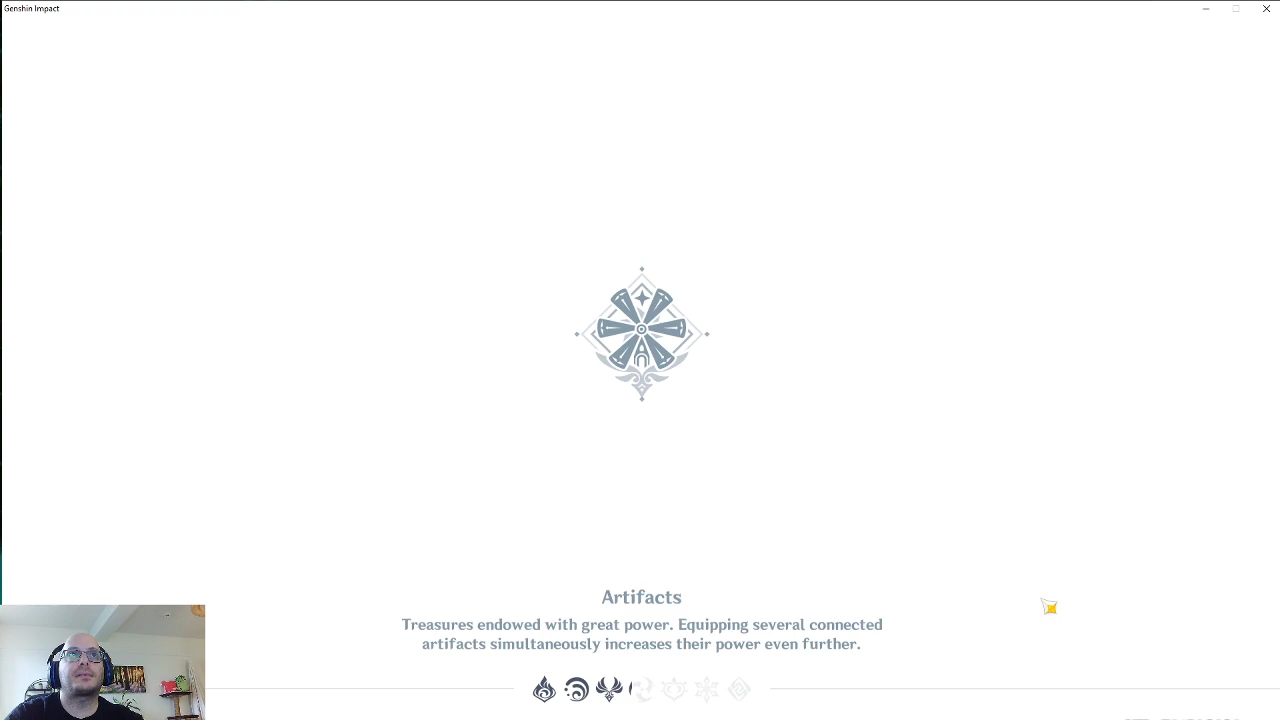 Genshin Impact
Artifacts
Treasures endowed with great power. Equipping several connected
artifacts simultaneously increases their power even further.